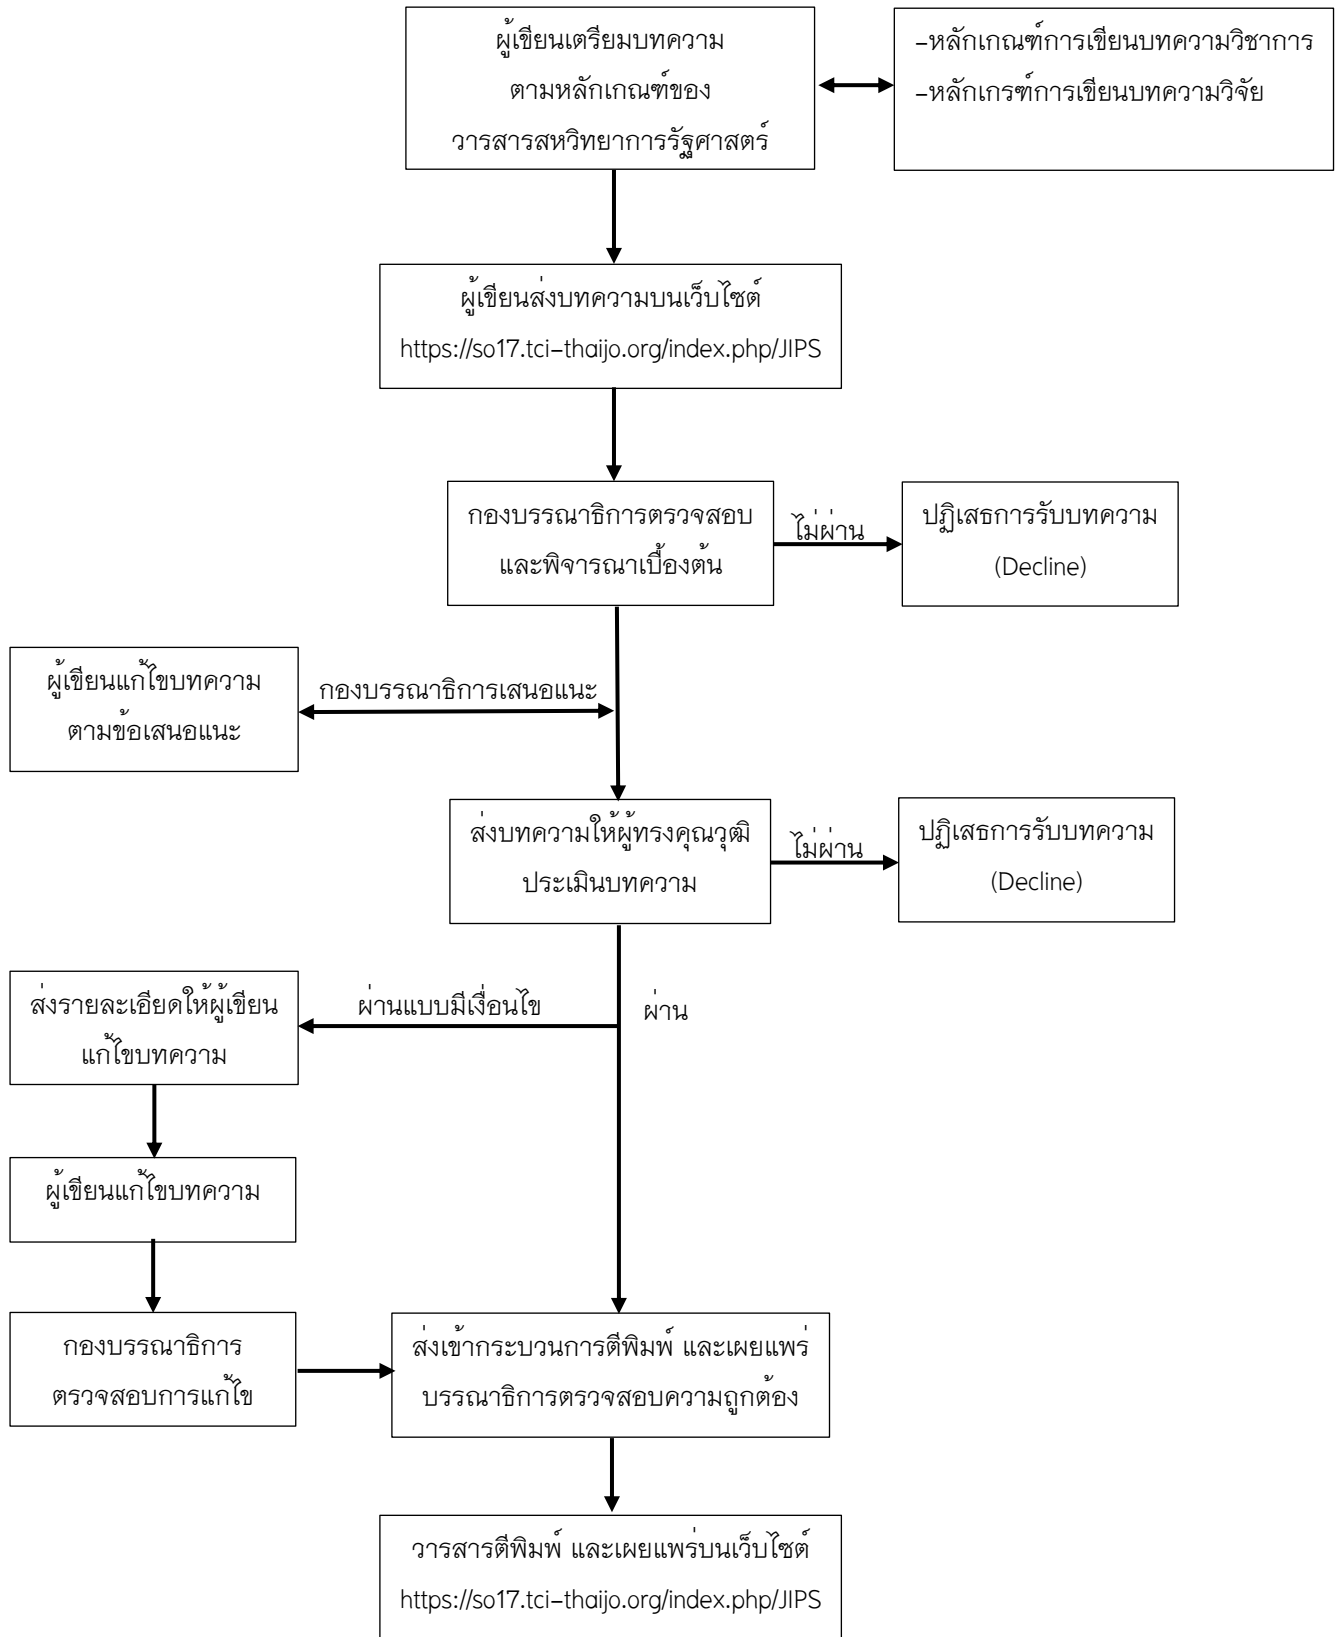 ผู้เขียนเตรียมบทความ
ตามหลักเกณฑ์ของ
วารสารสหวิทยาการรัฐศาสตร์
-หลักเกณฑ์การเขียนบทความวิชาการ
-หลักเกรฑ์การเขียนบทความวิจัย
ผู้เขียนส่งบทความบนเว็บไซต์
https://so17.tci-thaijo.org/index.php/JIPS
กองบรรณาธิการตรวจสอบ
และพิจารณาเบื้องต้น
ไม่ผ่าน
ปฏิเสธการรับบทความ
(Decline)
ผู้เขียนแก้ไขบทความ
ตามข้อเสนอแนะ
กองบรรณาธิการเสนอแนะ
ส่งบทความให้ผู้ทรงคุณวุฒิ
ประเมินบทความ
ไม่ผ่าน
ปฏิเสธการรับบทความ
(Decline)
ส่งรายละเอียดให้ผู้เขียน
แก้ไขบทความ
ผ่านแบบมีเงื่อนไข
ผ่าน
ผู้เขียนแก้ไขบทความ
กองบรรณาธิการ
ตรวจสอบการแก้ไข
ส่งเข้ากระบวนการตีพิมพ์ และเผยแพร่
บรรณาธิการตรวจสอบความถูกต้อง
วารสารตีพิมพ์ และเผยแพร่บนเว็บไซต์
https://so17.tci-thaijo.org/index.php/JIPS